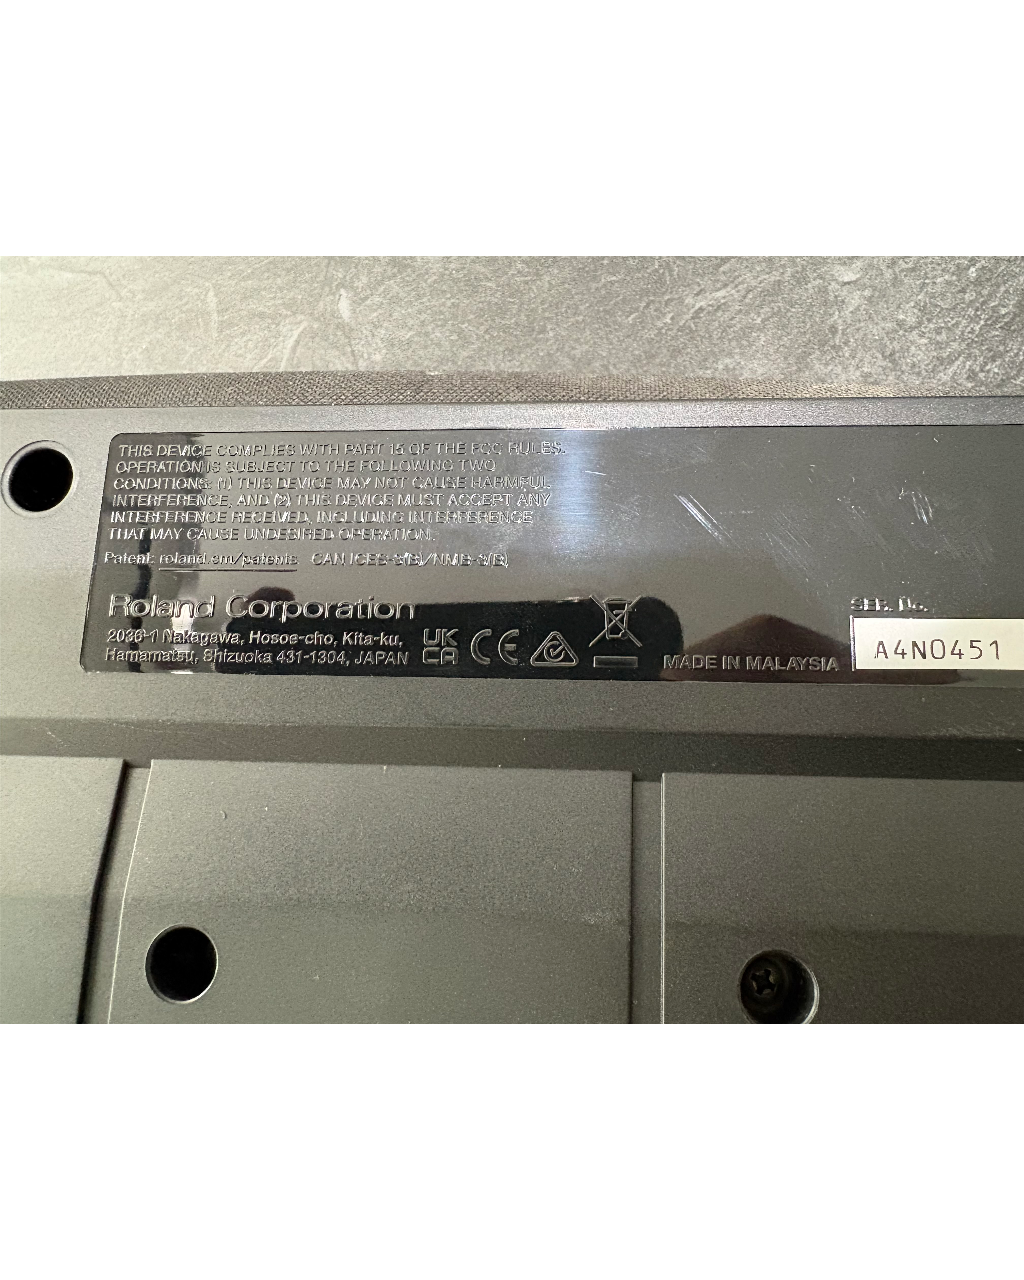 THIS DEVICE COMPLIES WITH PART 15 OF THE FCC RULES.
OPERATION IS SUBJECT TO THE FOLLOWING TWO
CONDITIONS: (1) THIS DEVICE MAY NOT CAUSE HARMFUL
INTERFERENCE, AND (2) THIS DEVICE MUST ACCEPT ANY
INTERFERENCE RECEIVED, INCLUDING INTERFERENCE
THAT MAY CAUSE UNDESIRED OPERATION.
Patent: roland.cm/patents CAN ICES-3(B)/NMB-3(B)
Roland Corporation
2036-1 Nakagawa, Hosoe-cho, Kita-ku,
Hamamatsu, Shizuoka 431-1304, JAPAN
UK
CA
CE
MADE IN MALAYSIA
SER. No.
A4N0451